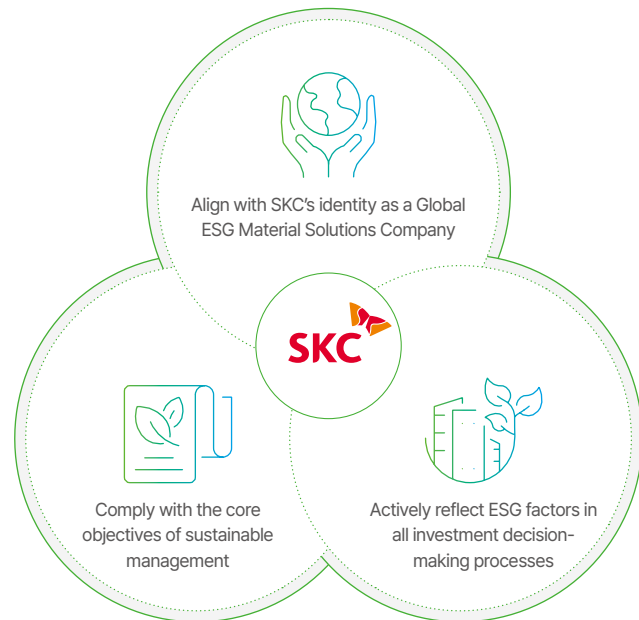 Align with SKC's identity as a Global
ESG Material Solutions Company
SKC
Comply with the core
objectives of sustainable
management
Actively reflect ESG factors in
all investment decision-
making processes